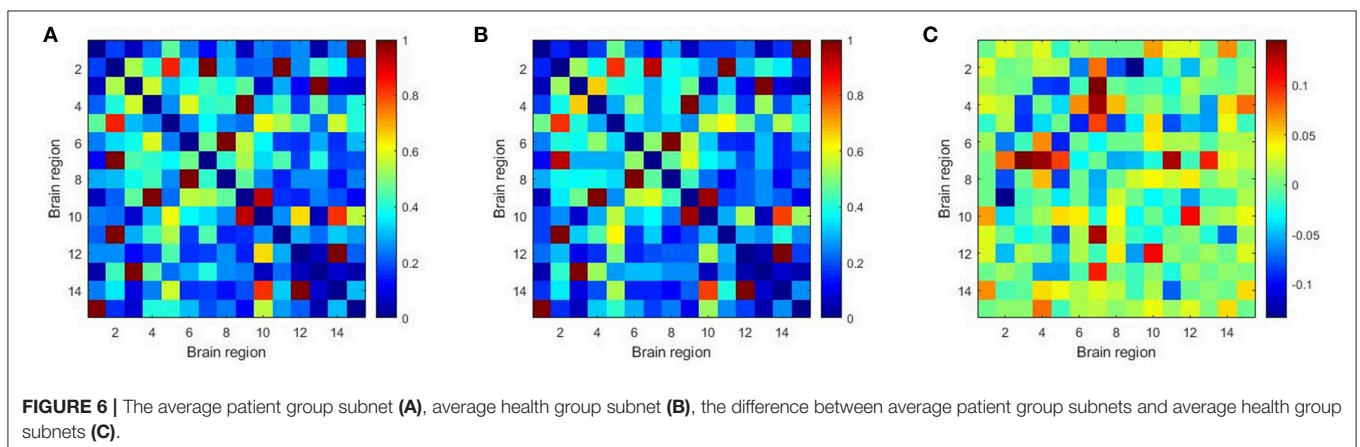 A
B
C
2
4
6
8
10
12
14
Brain region
2 4 6 8 10 12 14
Brain region
1
0.8
0.6
0.4
0.2
0
2
4
6
8
10
12
14
Brain region
2 4 6 8 10 12 14
Brain region
1
0.8
0.6
0.4
0.2
0
2
4
6
8
10
12
14
Brain region
2 4 6 8 10 12 14
Brain region
0.1
0.05
0
-0.05
-0.1
FIGURE 6 | The average patient group subnet (A), average health group subnet (B), the difference between average patient group subnets and average health group
subnets (C).